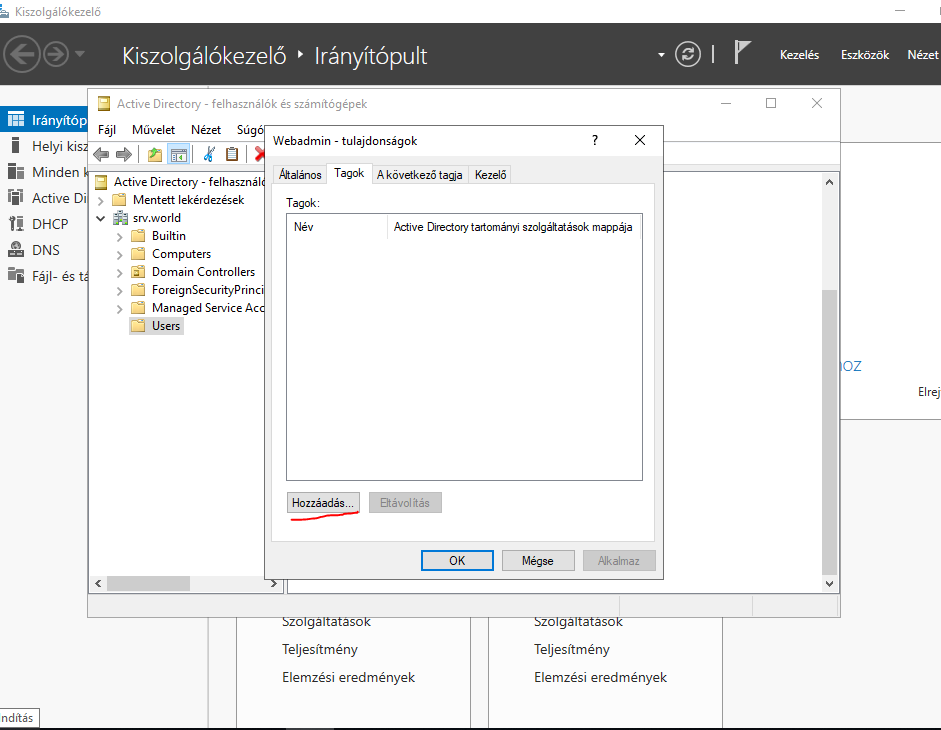 Kiszolgálókezelő
Kiszolgálókezelő ‣ Irányítópult
Kezelés Eszközök Nézet
Active Directory - felhasználók és számítógépek
Fájl Művelet Nézet Súgó
Irányítóp
Helyi kisz
Minden k
Active Di
DHCP
DNS
Fájl- és tá
Active Directory - felhasználó
Mentett lekérdezések
srv.world
Builtin
Computers
Domain Controllers
ForeignSecurityPrinci
Managed Service Acc
Users
Webadmin - tulajdonságok ?
Általános Tagok A következő tagja Kezelő
Tagok:
Név Active Directory tartományi szolgáltatások mappája
Hozzáadás... Eltávolítás
OK Mégse Alkalmaz
HOZ
Elrej
Szolgáltatások Szolgáltatások
Teljesítmény Teljesítmény
Elemzési eredmények Elemzési eredmények
ndítás